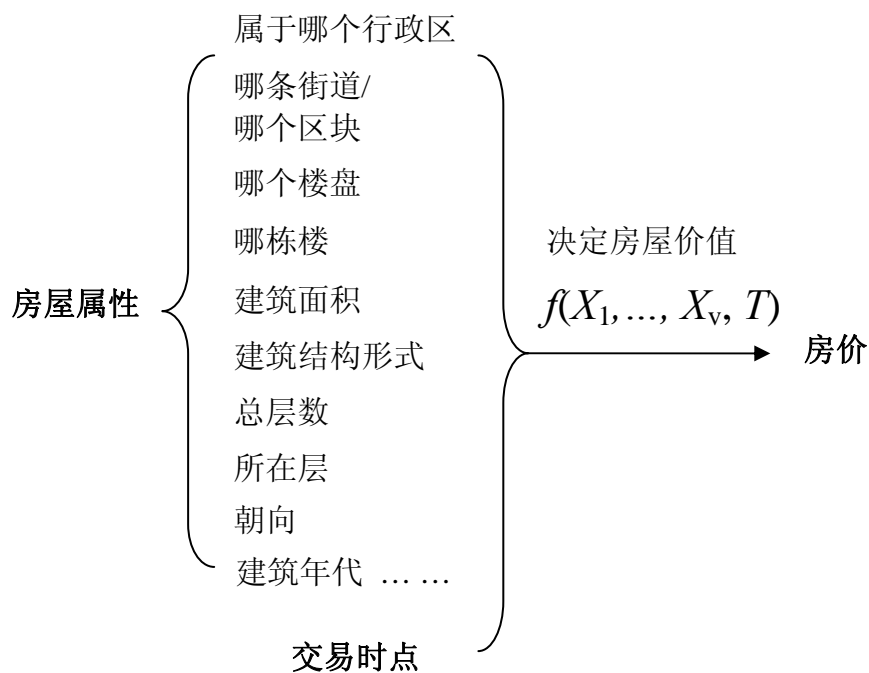 属于哪个行政区
哪条街道/
哪个区块
哪个楼盘
哪栋楼
决定房屋价值
房屋属性
建筑面积
f(X₁,..., Xᵥ, T)
建筑结构形式
房价
总层数
所在层
朝向
建筑年代 ... ...
交易时点